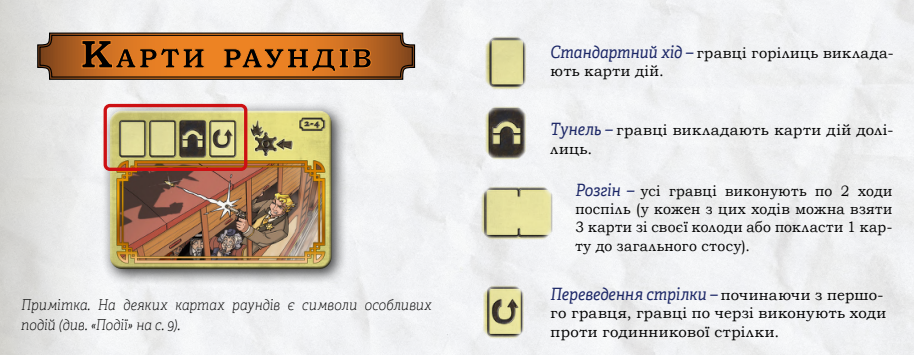 КАРТИ РАУНДІВ
2-4
Примітка. На деяких картах раундів є символи особливих
подій (див. «Події» на с. 9).
Стандартний хід – гравці горілиць виклада-
ють карти дій.
Тунель – гравці викладають карти дій долі-
лиць.
Розгін – усі гравці виконують по 2 ходи
поспіль (у кожен з цих ходів можна взяти
3 карти зі своєї колоди або покласти 1 кар-
ту до загального стосу).
Переведення стрілки – починаючи з першо-
го гравця, гравці по черзі виконують ходи
проти годинникової стрілки.